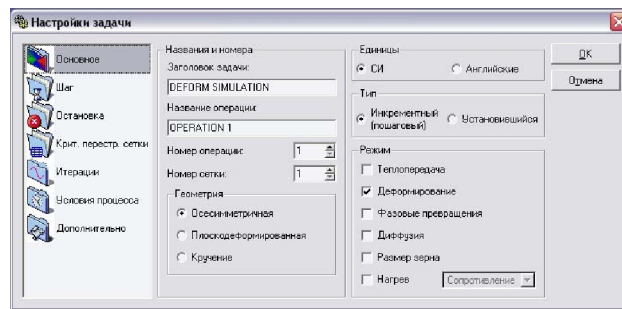 Настройки задачи
Основное
Шаг
Остановка
Крит. перестр. сетки
Итерации
Условия процесса
Дополнительно
Названия и номера
Заголовок задачи:
DEFORM SIMULATION
Название операции:
OPERATION 1
Номер операции: 1
Номер сетки: 1
Геометрия
Осесимметричная
Плоскодеформированная
Кручение
Единицы
СИ Английские
Тип
Инкрементный (пошаговый) Установившийся
Режим
Теплопередача
Деформирование
Фазовые превращения
Диффузия
Размер зерна
Нагрев Сопротивление
OK
Отмена